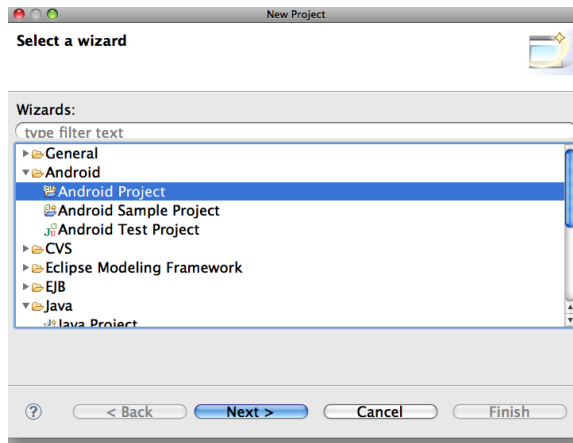 New Project
Select a wizard
Wizards:
type filter text
General
Android
Android Project
Android Sample Project
Android Test Project
CVS
Eclipse Modeling Framework
EJB
Java
Java Project
?
< Back
Next >
Cancel
Finish